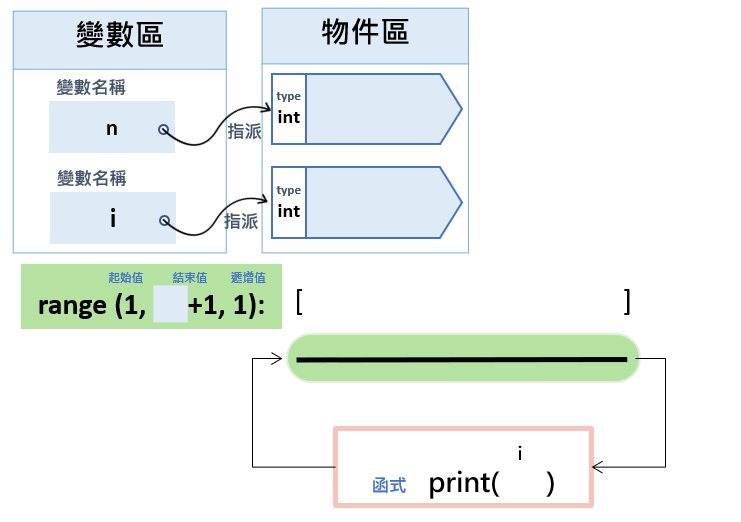 變數區
物件區
變數名稱
n
指派
type
int
變數名稱
i
指派
type
int
起始值 結束值 遞增值
range (1, +1, 1): [ ]
i
函式 print( )